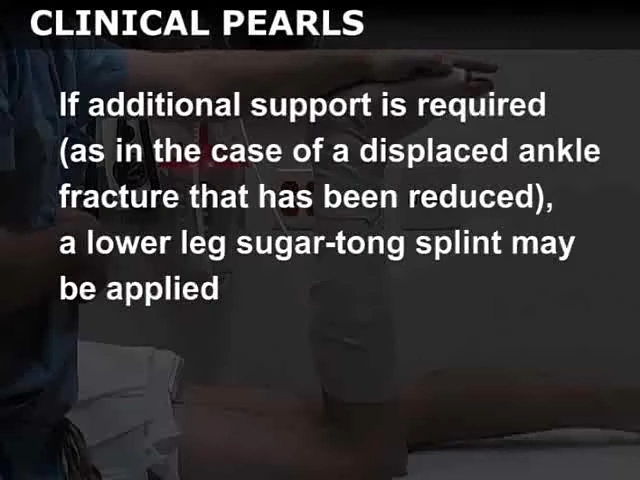 CLINICAL PEARLS
If additional support is required
(as in the case of a displaced ankle
fracture that has been reduced),
a lower leg sugar-tong splint may
be applied